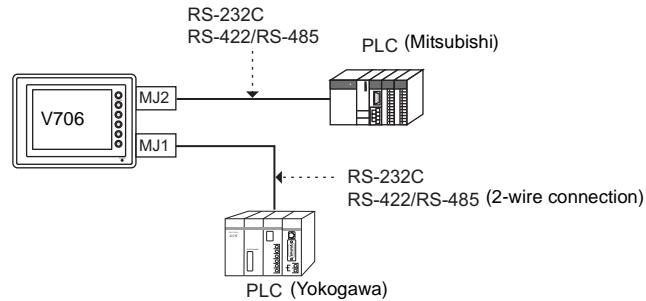 RS-232C
RS-422/RS-485
PLC (Mitsubishi)
MJ2
V706
MJ1
RS-232C
RS-422/RS-485 (2-wire connection)
PLC (Yokogawa)